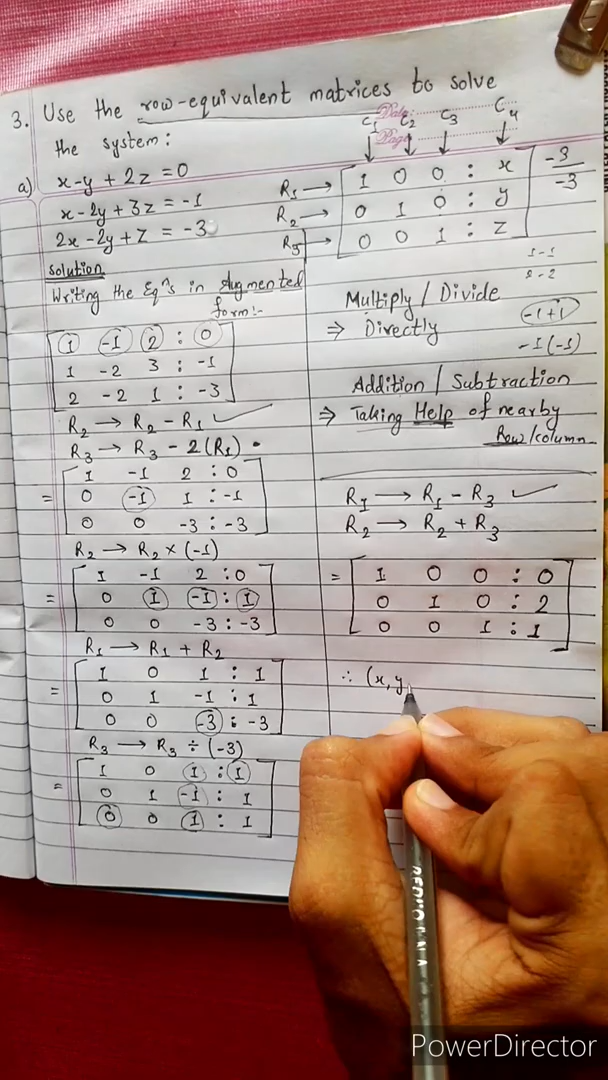 3. Use the row-equivalent matrices to solve
the system:
a) x-y + 2z = 0
x - 2y + 3z = -1
2x - 2y + z = -3
Solution
Writing the Eqⁿs in Augmented
form:-
1 -1 2 : 0
1 -2 3 : -1
2 -2 1 : -3
R2 → R2 - R1
R3 → R3 - 2(R1)
1 -1 2 : 0
= 0 -1 1 : -1
0 0 -3 : -3
R2 → R2 × (-1)
1 -1 2 : 0
= 0 1 -1 : 1
0 0 -3 : -3
R1 → R1 + R2
1 0 1 : 1
= 0 1 -1 : 1
0 0 -3 : -3
R3 → R3 ÷ (-3)
1 0 1 : 1
= 0 1 -1 : 1
0 0 1 : 1
Date:
Page:
C1 C2 C3 C4
R1 → 1 0 0 : x
R2 → 0 1 0 : y
R3 → 0 0 1 : z
-3
-3
1-1
2-2
-1+1
-1(-1)
Multiply / Divide
⇒ Directly
Addition / Subtraction
⇒ Taking Help of nearby
Row/column
R1 → R1 - R3 ✓
R2 → R2 + R3
1 0 0 : 0
= 0 1 0 : 2
0 0 1 : 1
∴ (x, y,
PowerDirector